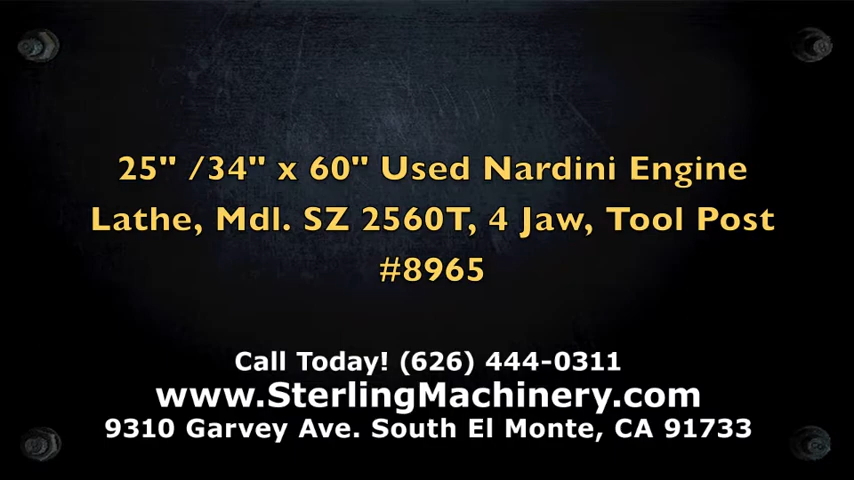 25" /34" x 60" Used Nardini Engine
Lathe, Mdl. SZ 2560T, 4 Jaw, Tool Post
#8965
Call Today! (626) 444-0311
www.SterlingMachinery.com
9310 Garvey Ave. South El Monte, CA 91733